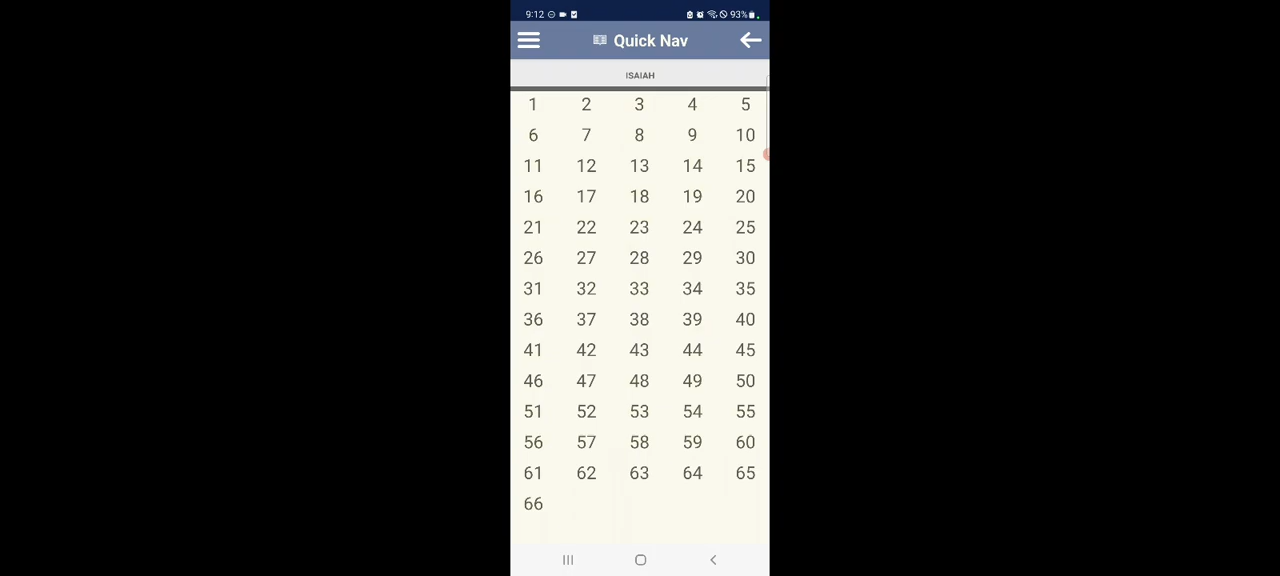 9:12 93%
Quick Nav
ISAIAH
1 2 3 4 5
6 7 8 9 10
11 12 13 14 15
16 17 18 19 20
21 22 23 24 25
26 27 28 29 30
31 32 33 34 35
36 37 38 39 40
41 42 43 44 45
46 47 48 49 50
51 52 53 54 55
56 57 58 59 60
61 62 63 64 65
66